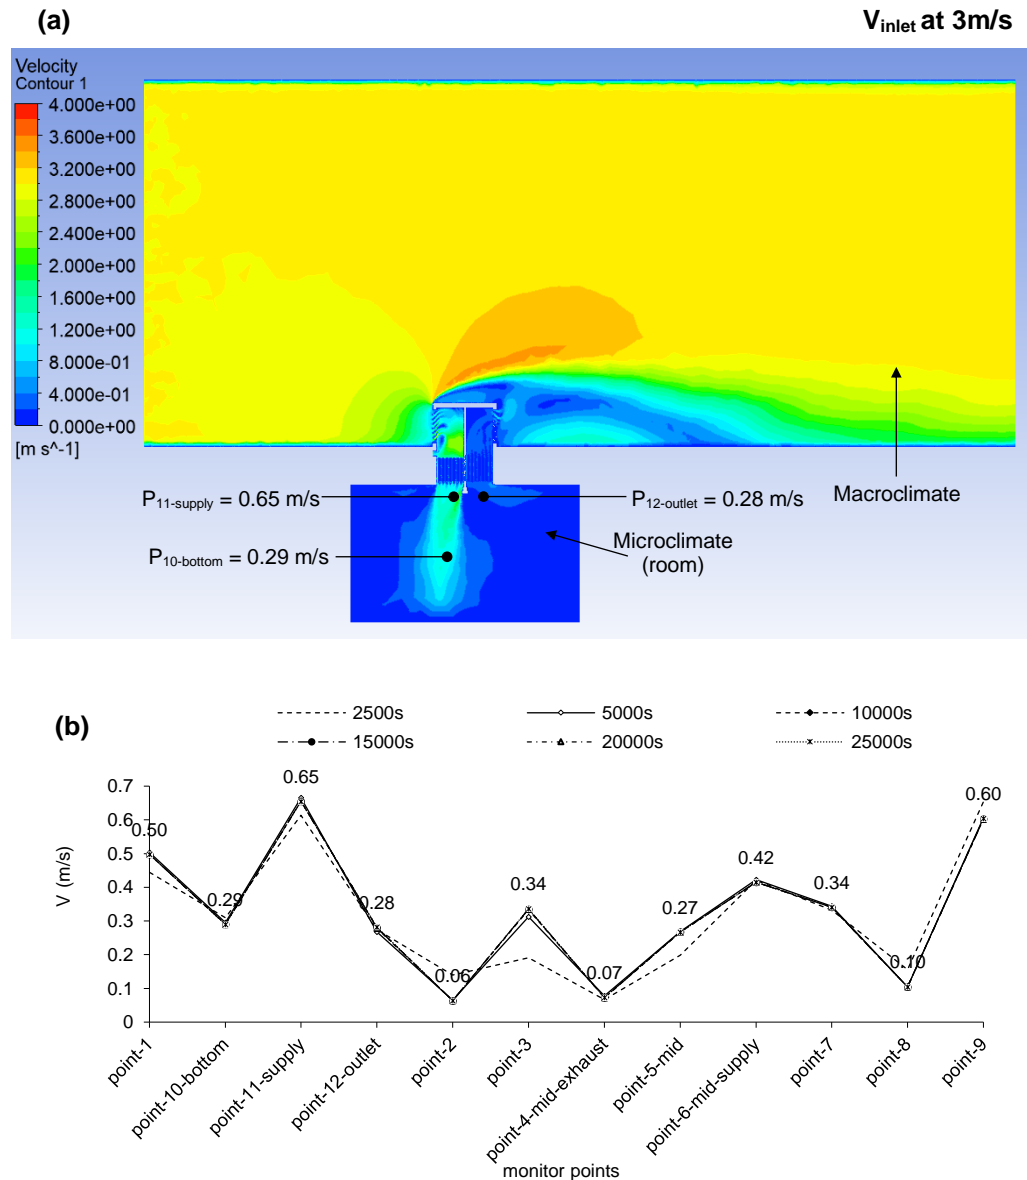 (a)
V_inlet at 3m/s
Velocity
Contour 1
4.000e+00
3.600e+00
3.200e+00
2.800e+00
2.400e+00
2.000e+00
1.600e+00
1.200e+00
8.000e-01
4.000e-01
0.000e+00
[m s^-1]
P11-supply = 0.65 m/s
P12-outlet = 0.28 m/s
Macroclimate
P10-bottom = 0.29 m/s
Microclimate
(room)
(b)
2500s
5000s
10000s
15000s
20000s
25000s
V (m/s)
0.7
0.6
0.5
0.4
0.3
0.2
0.1
0
0.50
0.29
0.65
0.28
0.06
0.34
0.07
0.27
0.42
0.34
0.10
0.60
point-1
point-10-bottom
point-11-supply
point-12-outlet
point-2
point-3
point-4-mid-exhaust
point-5-mid
point-6-mid-supply
point-7
point-8
point-9
monitor points